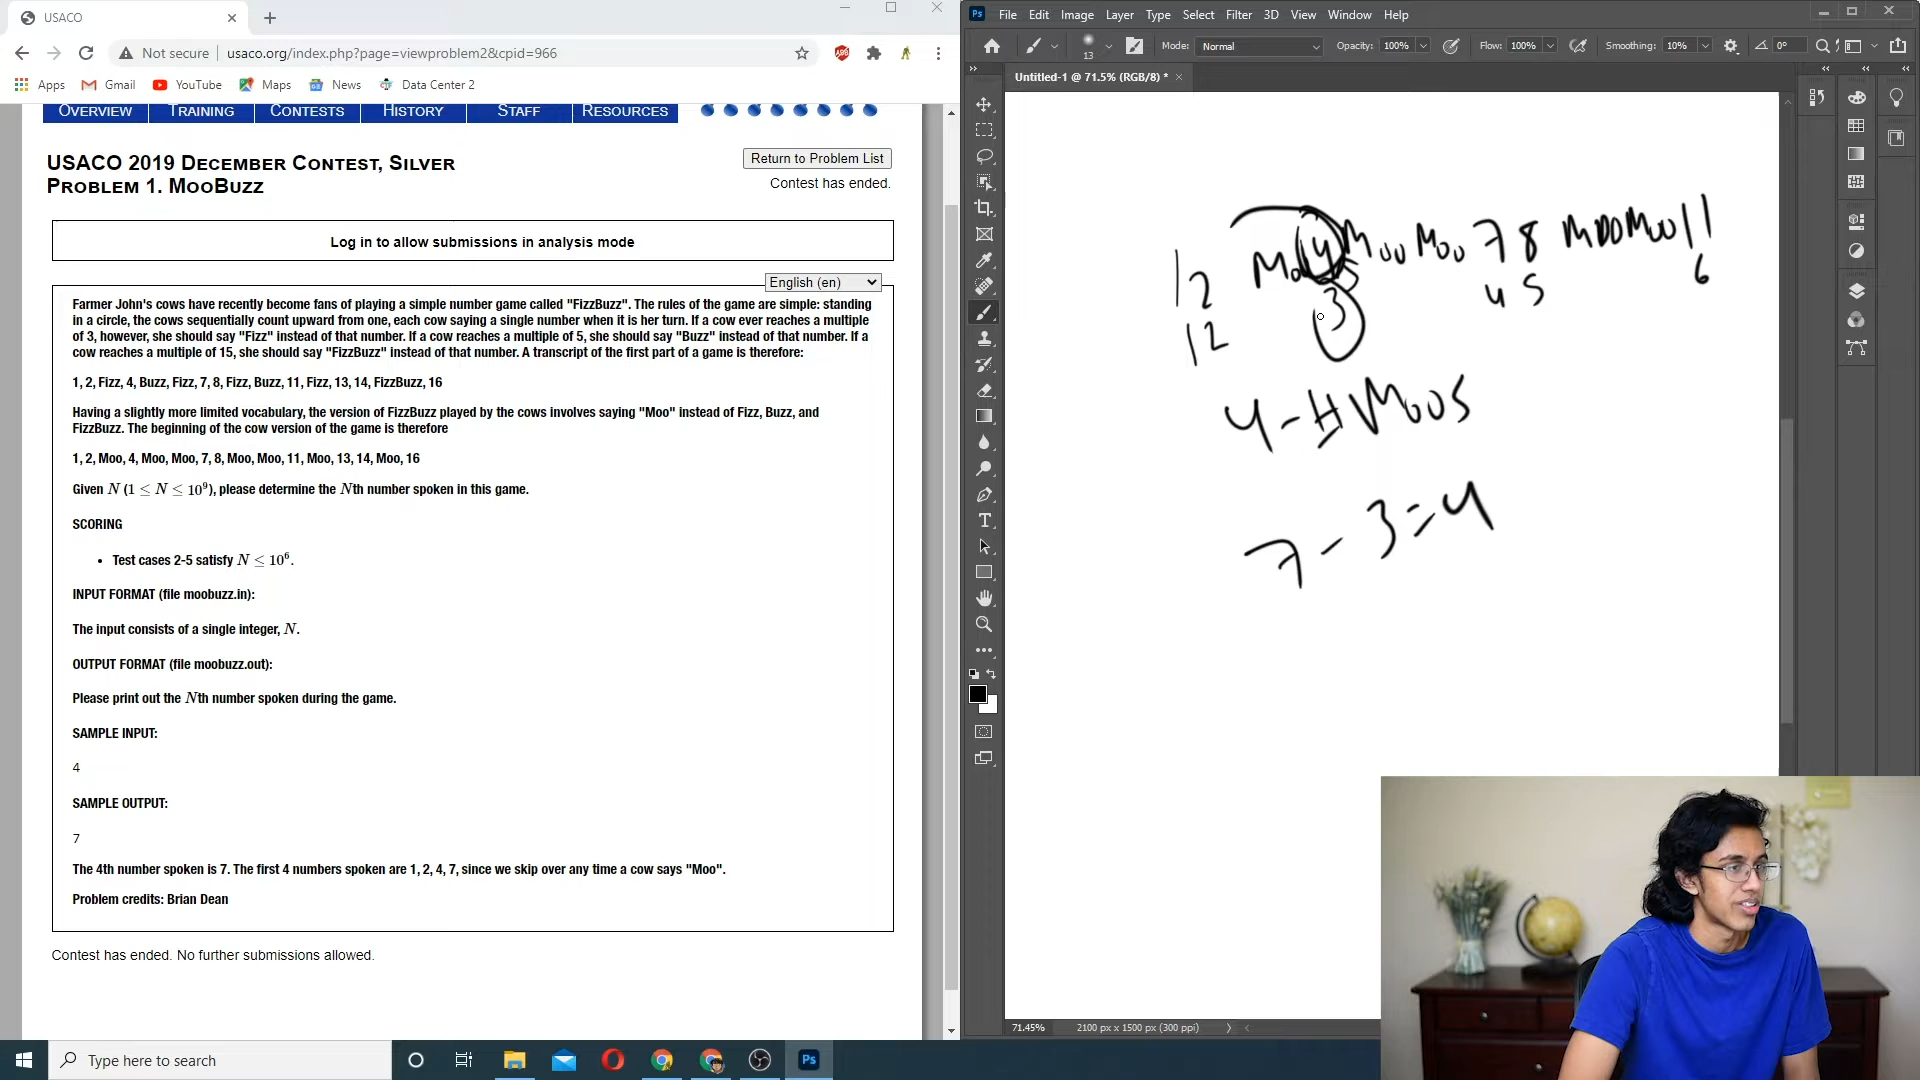 USACO
Not secure
usaco.org/index.php?page=viewproblem2&cpid=966
Apps
Gmail
YouTube
Maps
News
Data Center 2
OVERVIEW
TRAINING
CONTESTS
HISTORY
STAFF
RESOURCES
USACO 2019 DECEMBER CONTEST, SILVER
PROBLEM 1. MOOBUZZ
Return to Problem List
Contest has ended.
Log in to allow submissions in analysis mode
English (en)
Farmer John's cows have recently become fans of playing a simple number game called "FizzBuzz". The rules of the game are simple: standing
in a circle, the cows sequentially count upward from one, each cow saying a single number when it is her turn. If a cow ever reaches a multiple
of 3, however, she should say "Fizz" instead of that number. If a cow reaches a multiple of 5, she should say "Buzz" instead of that number. If a
cow reaches a multiple of 15, she should say "FizzBuzz" instead of that number. A transcript of the first part of a game is therefore:
1, 2, Fizz, 4, Buzz, Fizz, 7, 8, Fizz, Buzz, 11, Fizz, 13, 14, FizzBuzz, 16
Having a slightly more limited vocabulary, the version of FizzBuzz played by the cows involves saying "Moo" instead of Fizz, Buzz, and
FizzBuzz. The beginning of the cow version of the game is therefore
1, 2, Moo, 4, Moo, Moo, 7, 8, Moo, Moo, 11, Moo, 13, 14, Moo, 16
Given N (1 ≤ N ≤ 10⁹), please determine the Nth number spoken in this game.
SCORING
• Test cases 2-5 satisfy N ≤ 10⁶.
INPUT FORMAT (file moobuzz.in):
The input consists of a single integer, N.
OUTPUT FORMAT (file moobuzz.out):
Please print out the Nth number spoken during the game.
SAMPLE INPUT:
4
SAMPLE OUTPUT:
7
The 4th number spoken is 7. The first 4 numbers spoken are 1, 2, 4, 7, since we skip over any time a cow says "Moo".
Problem credits: Brian Dean
Contest has ended. No further submissions allowed.
Type here to search
Ps
File Edit Image Layer Type Select Filter 3D View Window Help
13
Mode: Normal
Opacity: 100%
Flow: 100%
Smoothing: 10%
0°
Untitled-1 @ 71.5% (RGB/8) *
1 2 Moo 4 Moo Moo 7 8 Moo Moo 11
1 2 3 4 5 6
4 - # Moos
7 - 3 = 4
71.45%
2100 px x 1500 px (300 ppi)
Ps